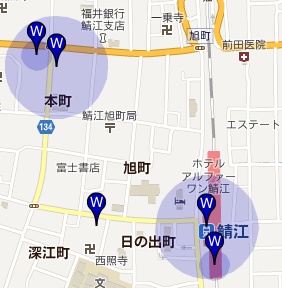 福井銀行
鯖江支店
一東寺
旭町
前田医院
W
W
本町
134
鯖江旭町局
エステート
富士書店
旭町
ホテル
アルファー
ワン鯖江
W
W
鯖江
日の出町
W
深江町
西照寺